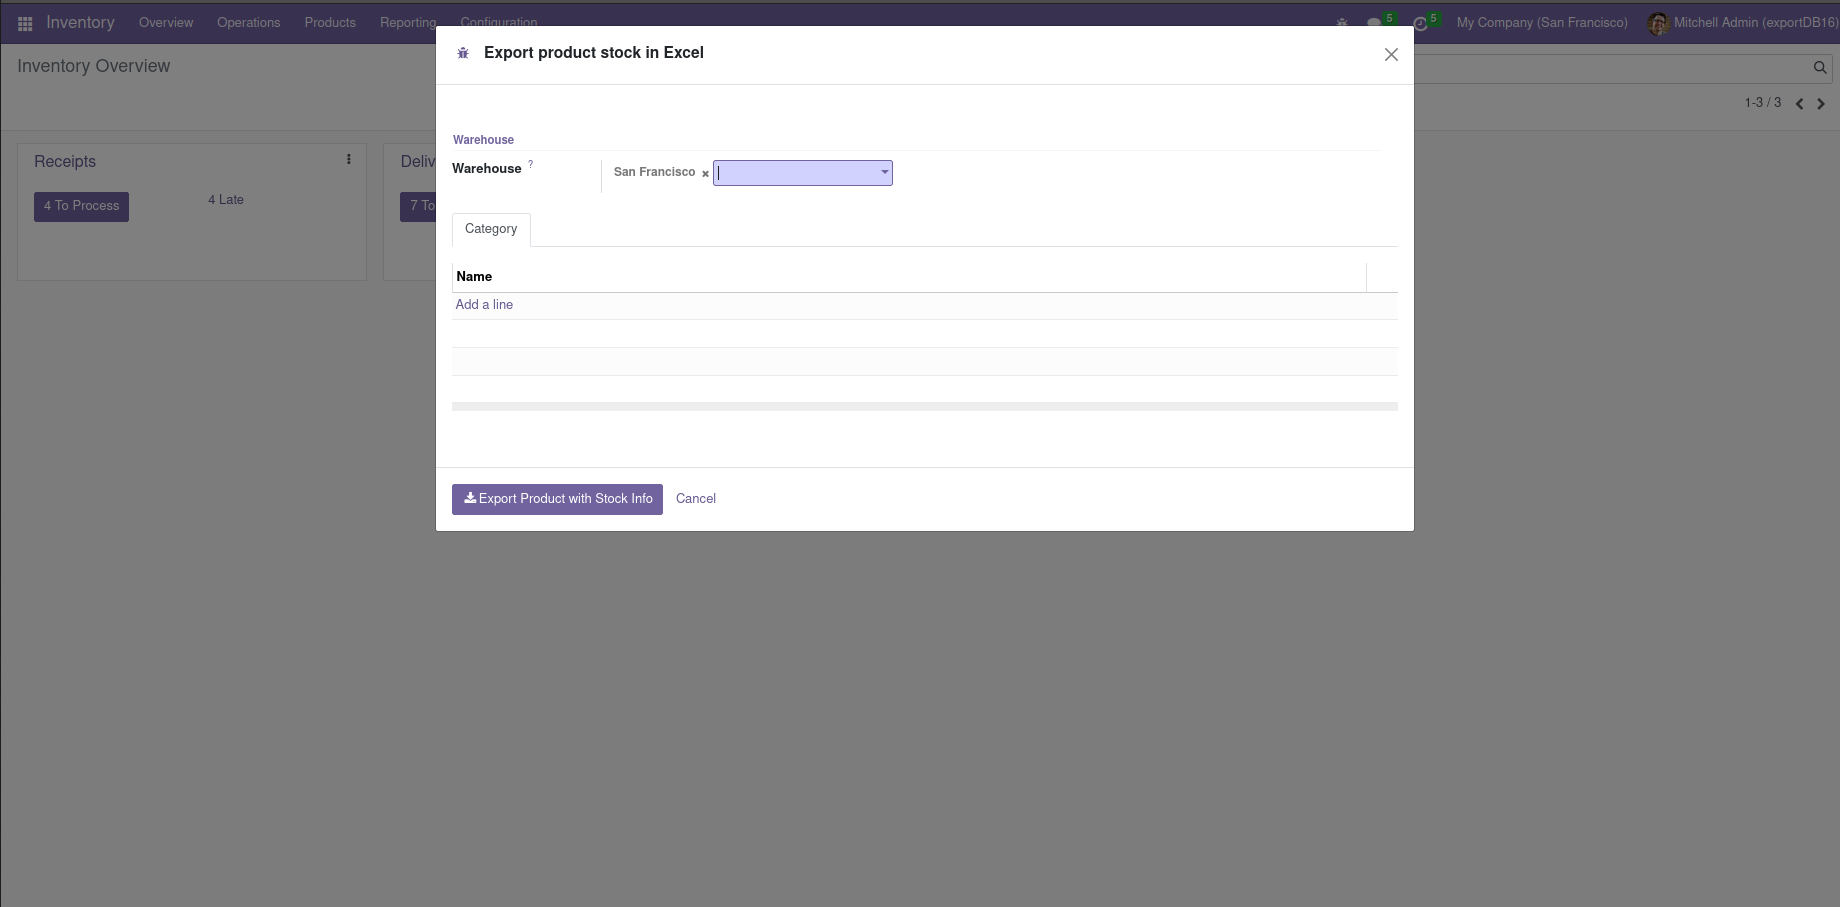 Inventory Overview Operations Products Reporting Configuration 5 5 My Company (San Francisco) Mitchell Admin (exportDB16)
Export product stock in Excel
Inventory Overview
1-3 / 3
Warehouse
Receipts
Warehouse ? San Francisco
4 To Process 4 Late
7 To
Category
Name
Add a line
Export Product with Stock Info Cancel